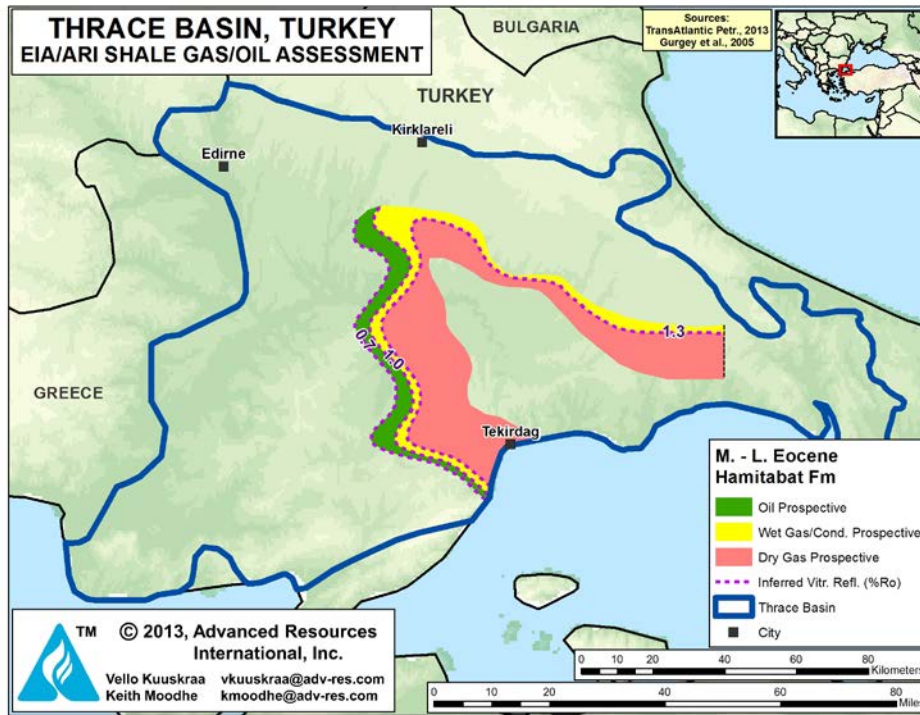 THRACE BASIN, TURKEY
EIA/ARI SHALE GAS/OIL ASSESSMENT
BULGARIA
Sources:
TransAtlantic Petr., 2013
Gurgey et al., 2005
TURKEY
Kirklareli
Edirne
1.3
0.7
1.0
GREECE
Tekirdag
M. - L. Eocene
Hamitabat Fm
Oil Prospective
Wet Gas/Cond. Prospective
Dry Gas Prospective
Inferred Vitr. Refl. (%Ro)
Thrace Basin
City
TM
© 2013, Advanced Resources
International, Inc.
Vello Kuuskraa vkuuskraa@adv-res.com
Keith Moodhe kmoodhe@adv-res.com
0 20 40 60 80
Kilometers
0 20 40 60 80
Miles